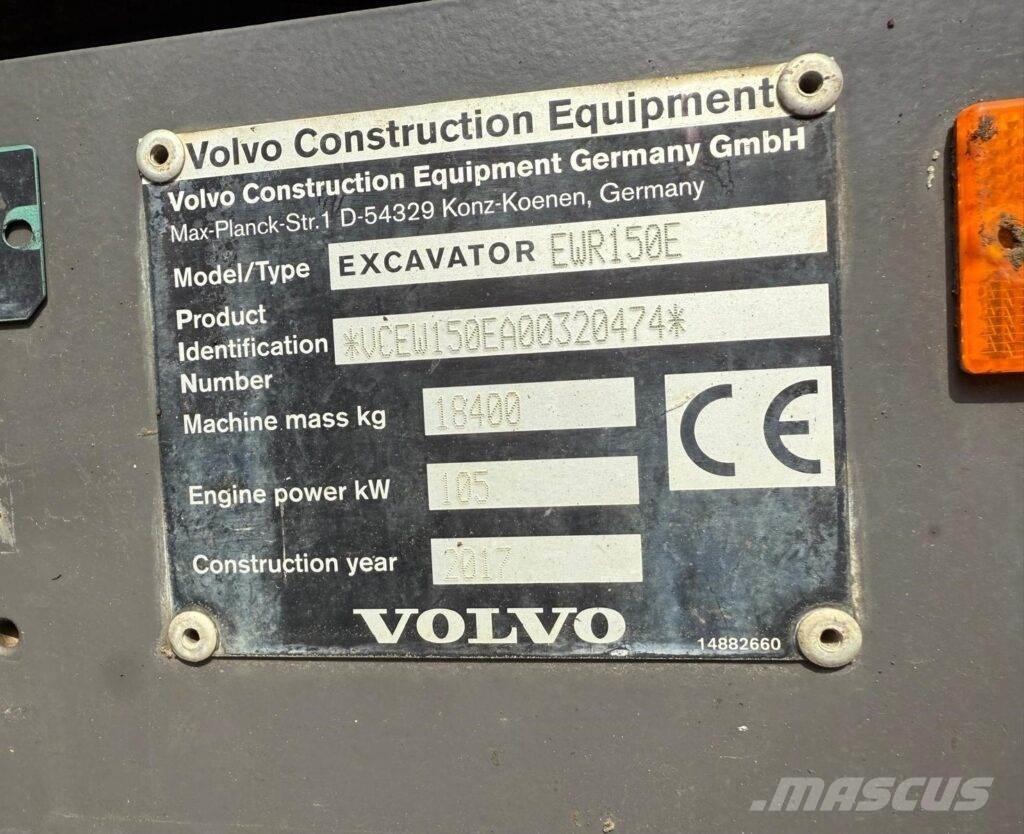 Volvo Construction Equipment
Volvo Construction Equipment Germany GmbH
Max-Planck-Str.1 D-54329 Konz-Koenen, Germany
Model/Type EXCAVATOR EWR150E
Product
Identification *VCEW150EA00320474*
Number
Machine mass kg 18400
CE
Engine power kW 105
Construction year 2017
VOLVO
14882660
.MASCUS